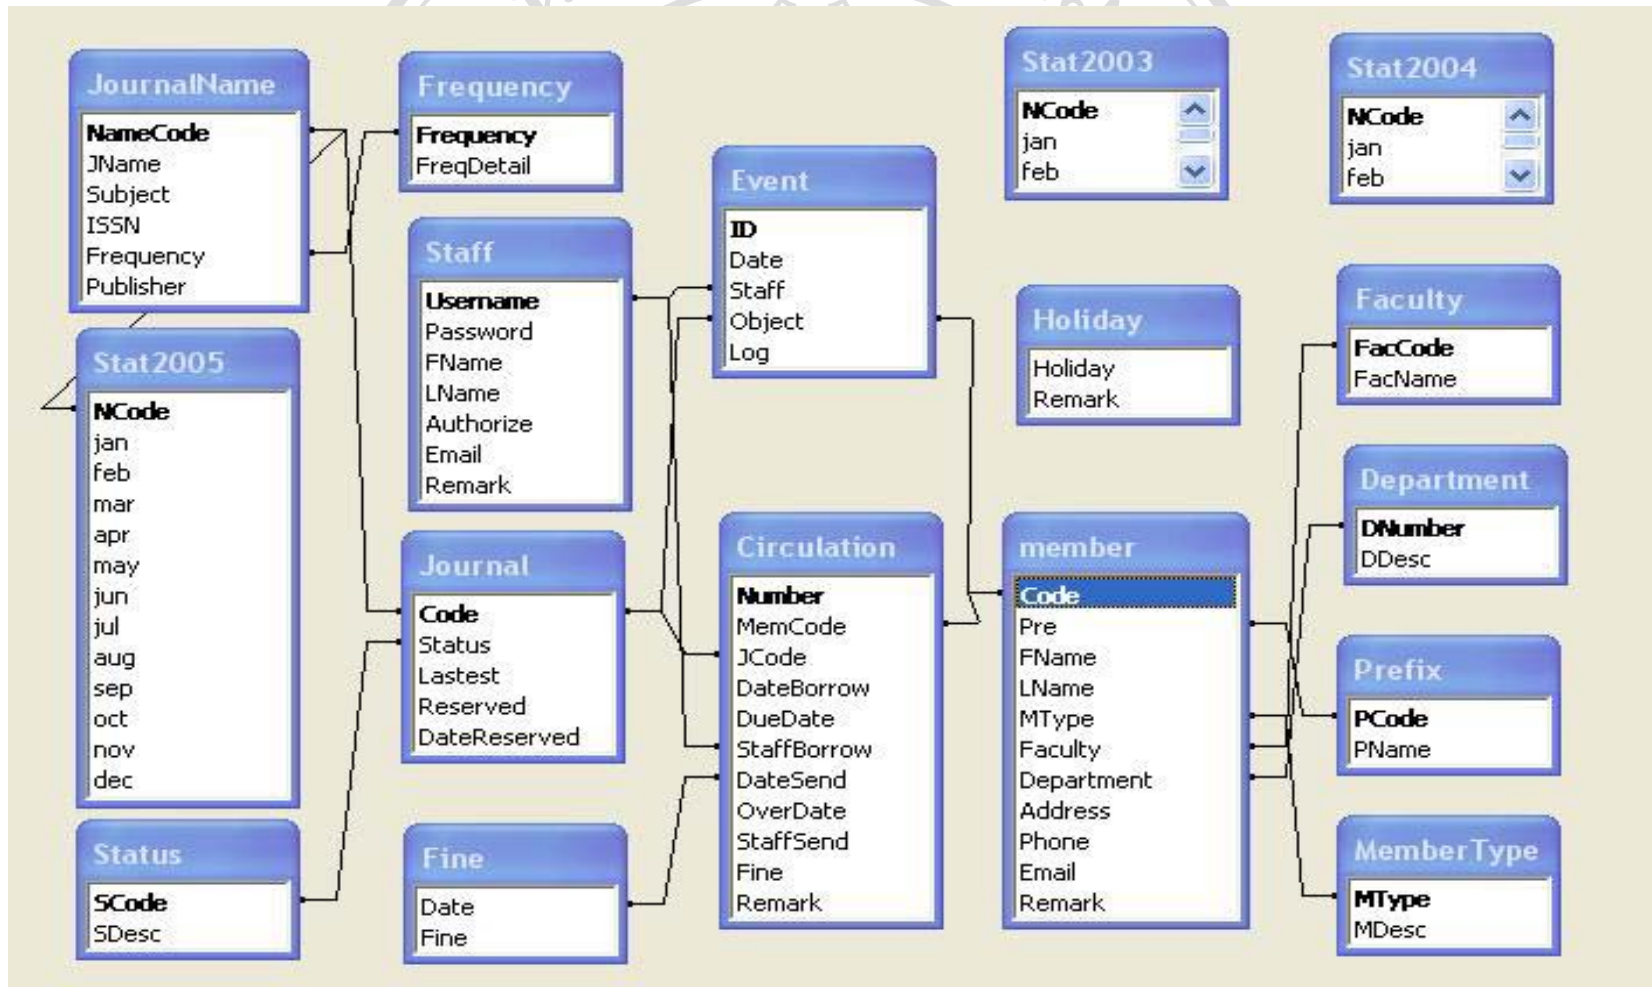 JournalName
NameCode
JName
Subject
ISSN
Frequency
Publisher
Frequency
Frequency
FreqDetail
Stat2003
NCode
jan
feb
Stat2004
NCode
jan
feb
Event
ID
Date
Staff
Object
Log
Staff
Username
Password
FName
LName
Authorize
Email
Remark
Holiday
Holiday
Remark
Faculty
FacCode
FacName
Stat2005
NCode
jan
feb
mar
apr
may
jun
jul
aug
sep
oct
nov
dec
Department
DNumber
DDesc
Journal
Code
Status
Lastest
Reserved
DateReserved
Circulation
Number
MemCode
JCode
DateBorrow
DueDate
StaffBorrow
DateSend
OverDate
StaffSend
Fine
Remark
member
Code
Pre
FName
LName
MType
Faculty
Department
Address
Phone
Email
Remark
Prefix
PCode
PName
Status
SCode
SDesc
Fine
Date
Fine
MemberType
MType
MDesc